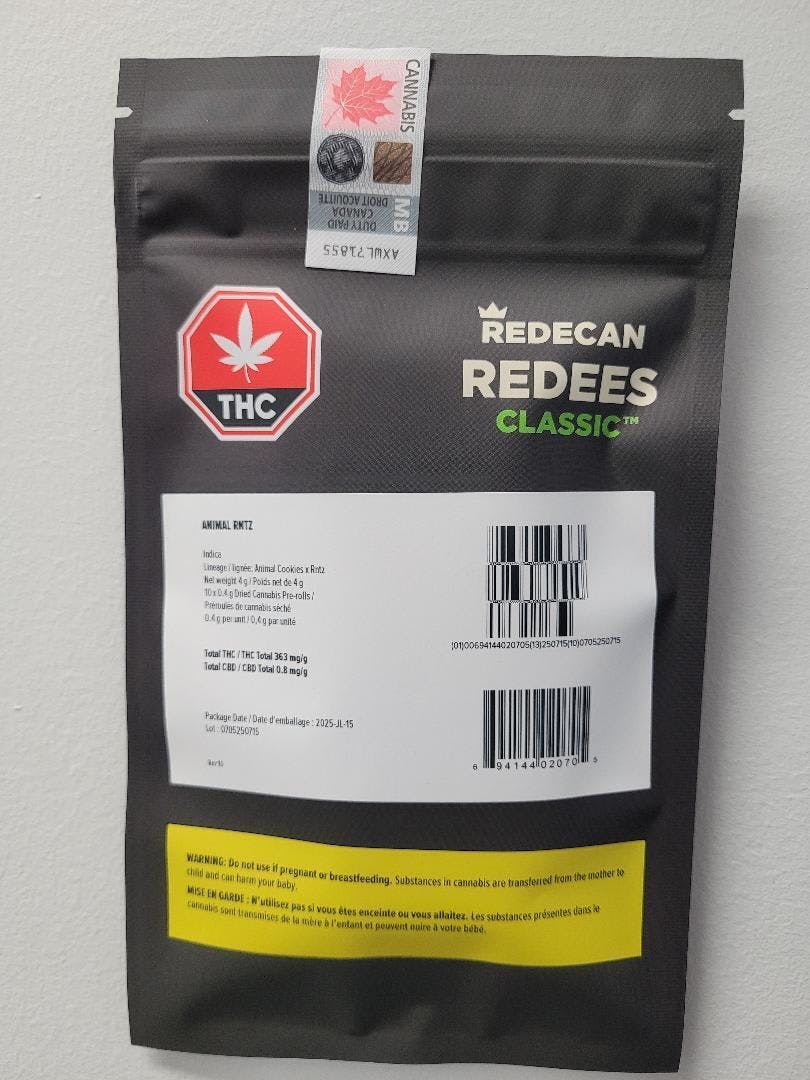 CANNABIS
MB
DROIT ACQUITTÉ
CANADA
DUTY PAID
AXWL71855
THC
REDECAN
REDEES
CLASSIC™
ANIMAL RNTZ
Indica
Lineage / lignée: Animal Cookies x Rntz
Net weight 4 g / Poids net de 4 g
10 x 0.4 g Dried Cannabis Pre-rolls /
Préroulés de cannabis séché
0.4 g per unit / 0,4 g par unité
Total THC / THC Total 363 mg/g
Total CBD / CBD Total 0.8 mg/g
Package Date / Date d'emballage : 2025-JL-15
Lot : 0705250715
(01)00694144020705(13)250715(10)0705250715
6 94144 02070 5
WARNING: Do not use if pregnant or breastfeeding. Substances in cannabis are transferred from the mother to
child and can harm your baby.
MISE EN GARDE : N'utilisez pas si vous êtes enceinte ou vous allaitez. Les substances présentes dans le
cannabis sont transmises de la mère à l'enfant et peuvent nuire à votre bébé.